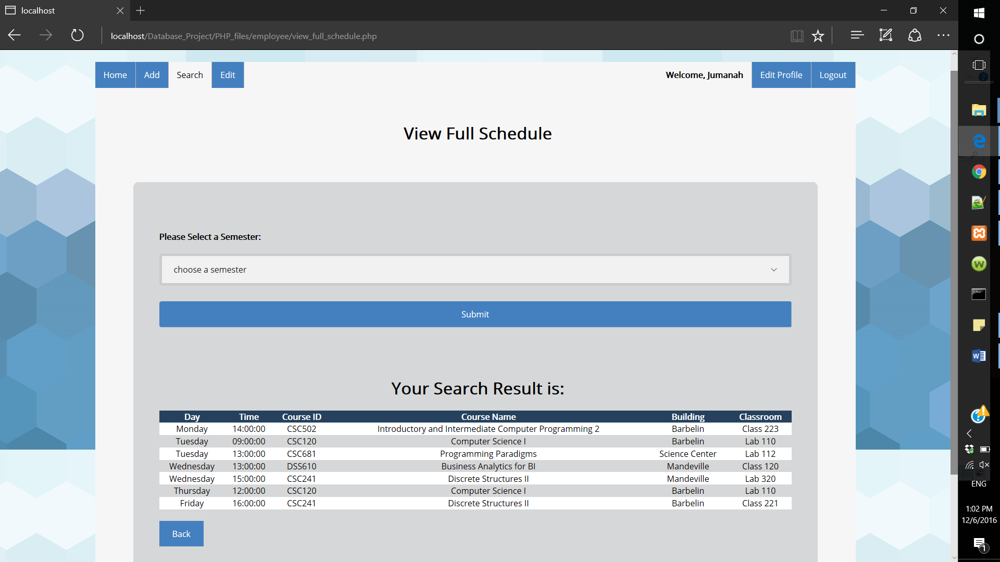 localhost
localhost/Database_Project/PHP_files/employee/view_full_schedule.php
Home Add Search Edit Welcome, Jumanah Edit Profile Logout
View Full Schedule
Please Select a Semester:
choose a semester
Submit
Your Search Result is:
Day Time Course ID Course Name Building Classroom
Monday 14:00:00 CSC502 Introductory and Intermediate Computer Programming 2 Barbelin Class 223
Tuesday 09:00:00 CSC120 Computer Science I Barbelin Lab 110
Tuesday 13:00:00 CSC681 Programming Paradigms Science Center Lab 112
Wednesday 13:00:00 DSS610 Business Analytics for BI Mandeville Class 120
Wednesday 15:00:00 CSC241 Discrete Structures II Mandeville Lab 320
Thursday 12:00:00 CSC120 Computer Science I Barbelin Lab 110
Friday 16:00:00 CSC241 Discrete Structures II Barbelin Class 221
Back
ENG
1:02 PM
12/6/2016
1